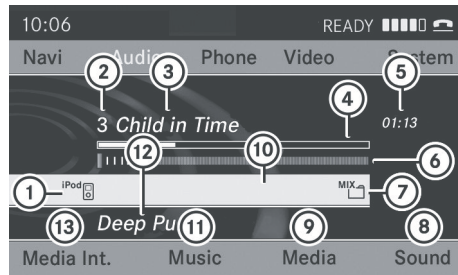 10:06 READY
Navi Audio Phone Video System
2 3 5
4
3 Child in Time 01:13
12 10 6
1 iPod MIX 7
Deep Pu
13 11 9 8
Media Int. Music Media Sound